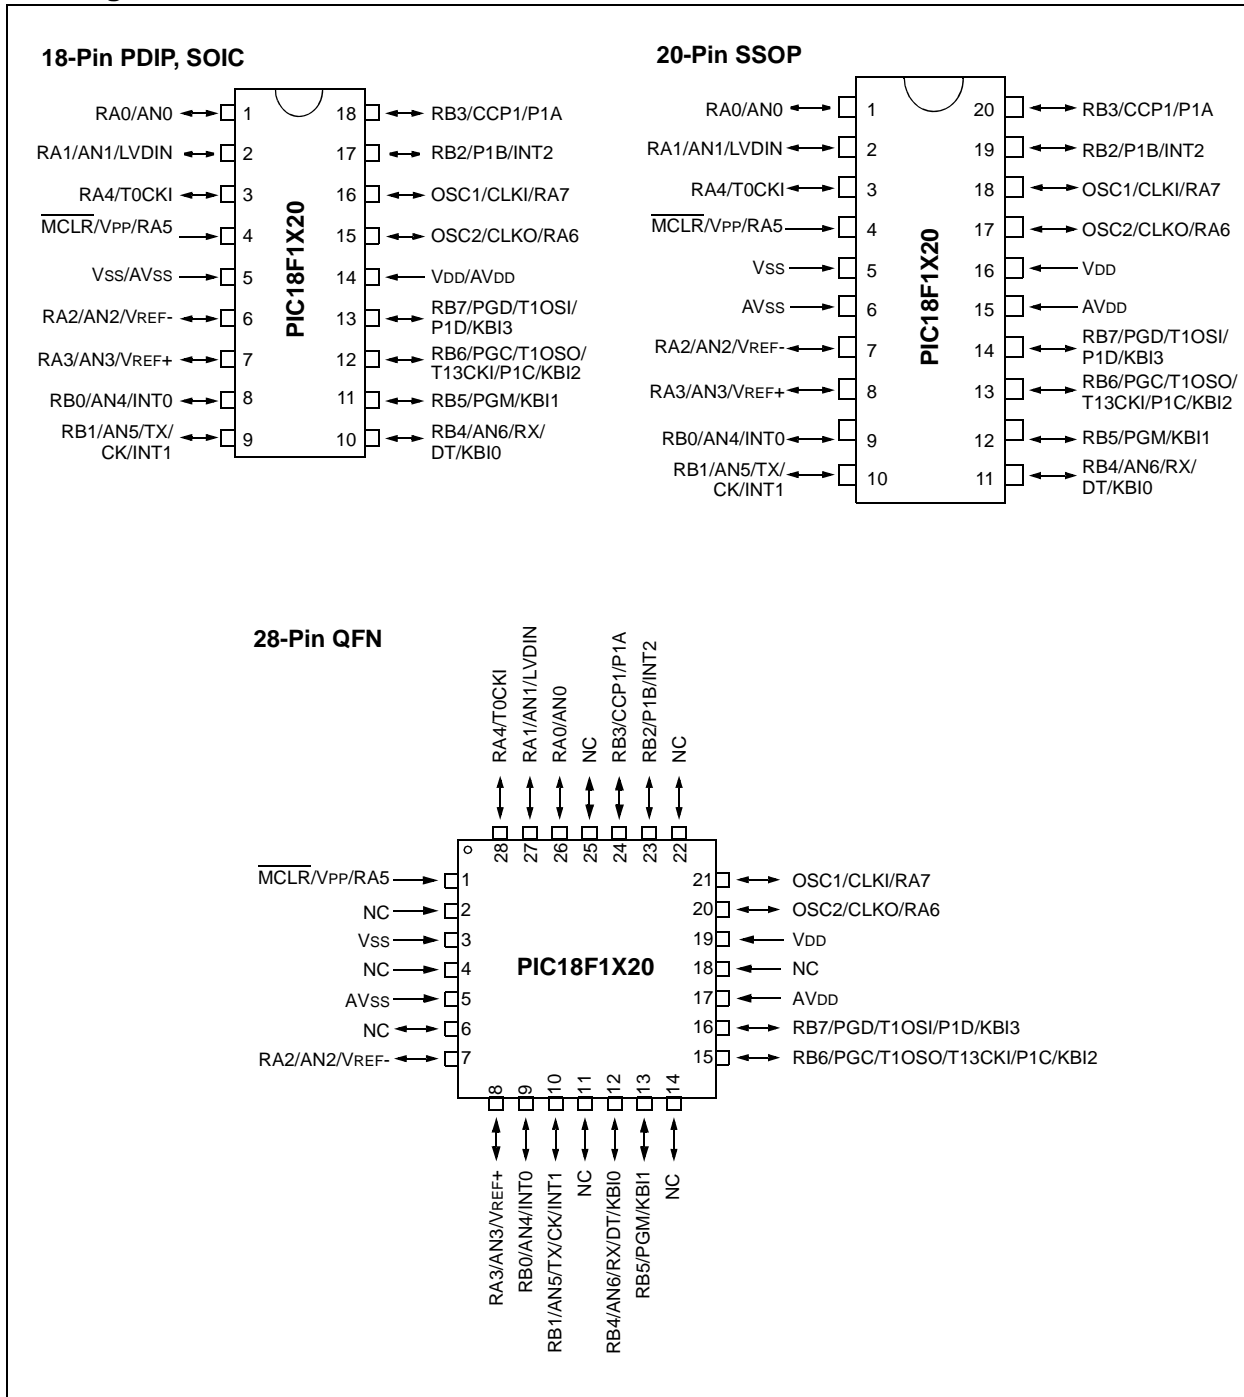 18-Pin PDIP, SOIC
RA0/AN0 1 18 RB3/CCP1/P1A
RA1/AN1/LVDIN 2 17 RB2/P1B/INT2
RA4/T0CKI 3 16 OSC1/CLKI/RA7
MCLR/VPP/RA5 4 15 OSC2/CLKO/RA6
VSS/AVSS 5 14 VDD/AVDD
RA2/AN2/VREF- 6 13 RB7/PGD/T1OSI/
P1D/KBI3
RA3/AN3/VREF+ 7 12 RB6/PGC/T1OSO/
T13CKI/P1C/KBI2
RB0/AN4/INT0 8 11 RB5/PGM/KBI1
RB1/AN5/TX/ 9 10 RB4/AN6/RX/
CK/INT1 DT/KBI0
PIC18F1X20
20-Pin SSOP
RA0/AN0 1 20 RB3/CCP1/P1A
RA1/AN1/LVDIN 2 19 RB2/P1B/INT2
RA4/T0CKI 3 18 OSC1/CLKI/RA7
MCLR/VPP/RA5 4 17 OSC2/CLKO/RA6
VSS 5 16 VDD
AVSS 6 15 AVDD
RA2/AN2/VREF- 7 14 RB7/PGD/T1OSI/
P1D/KBI3
RA3/AN3/VREF+ 8 13 RB6/PGC/T1OSO/
T13CKI/P1C/KBI2
RB0/AN4/INT0 9 12 RB5/PGM/KBI1
RB1/AN5/TX/ 10 11 RB4/AN6/RX/
CK/INT1 DT/KBI0
PIC18F1X20
28-Pin QFN
RA4/T0CKI 28
RA1/AN1/LVDIN 27
RA0/AN0 26
NC 25
RB3/CCP1/P1A 24
RB2/P1B/INT2 23
NC 22
MCLR/VPP/RA5 1 21 OSC1/CLKI/RA7
NC 2 20 OSC2/CLKO/RA6
VSS 3 19 VDD
NC 4 PIC18F1X20 18 NC
AVSS 5 17 AVDD
NC 6 16 RB7/PGD/T1OSI/P1D/KBI3
RA2/AN2/VREF- 7 15 RB6/PGC/T1OSO/T13CKI/P1C/KBI2
8 RA3/AN3/VREF+
9 RB0/AN4/INT0
10 RB1/AN5/TX/CK/INT1
11 NC
12 RB4/AN6/RX/DT/KBI0
13 RB5/PGM/KBI1
14 NC